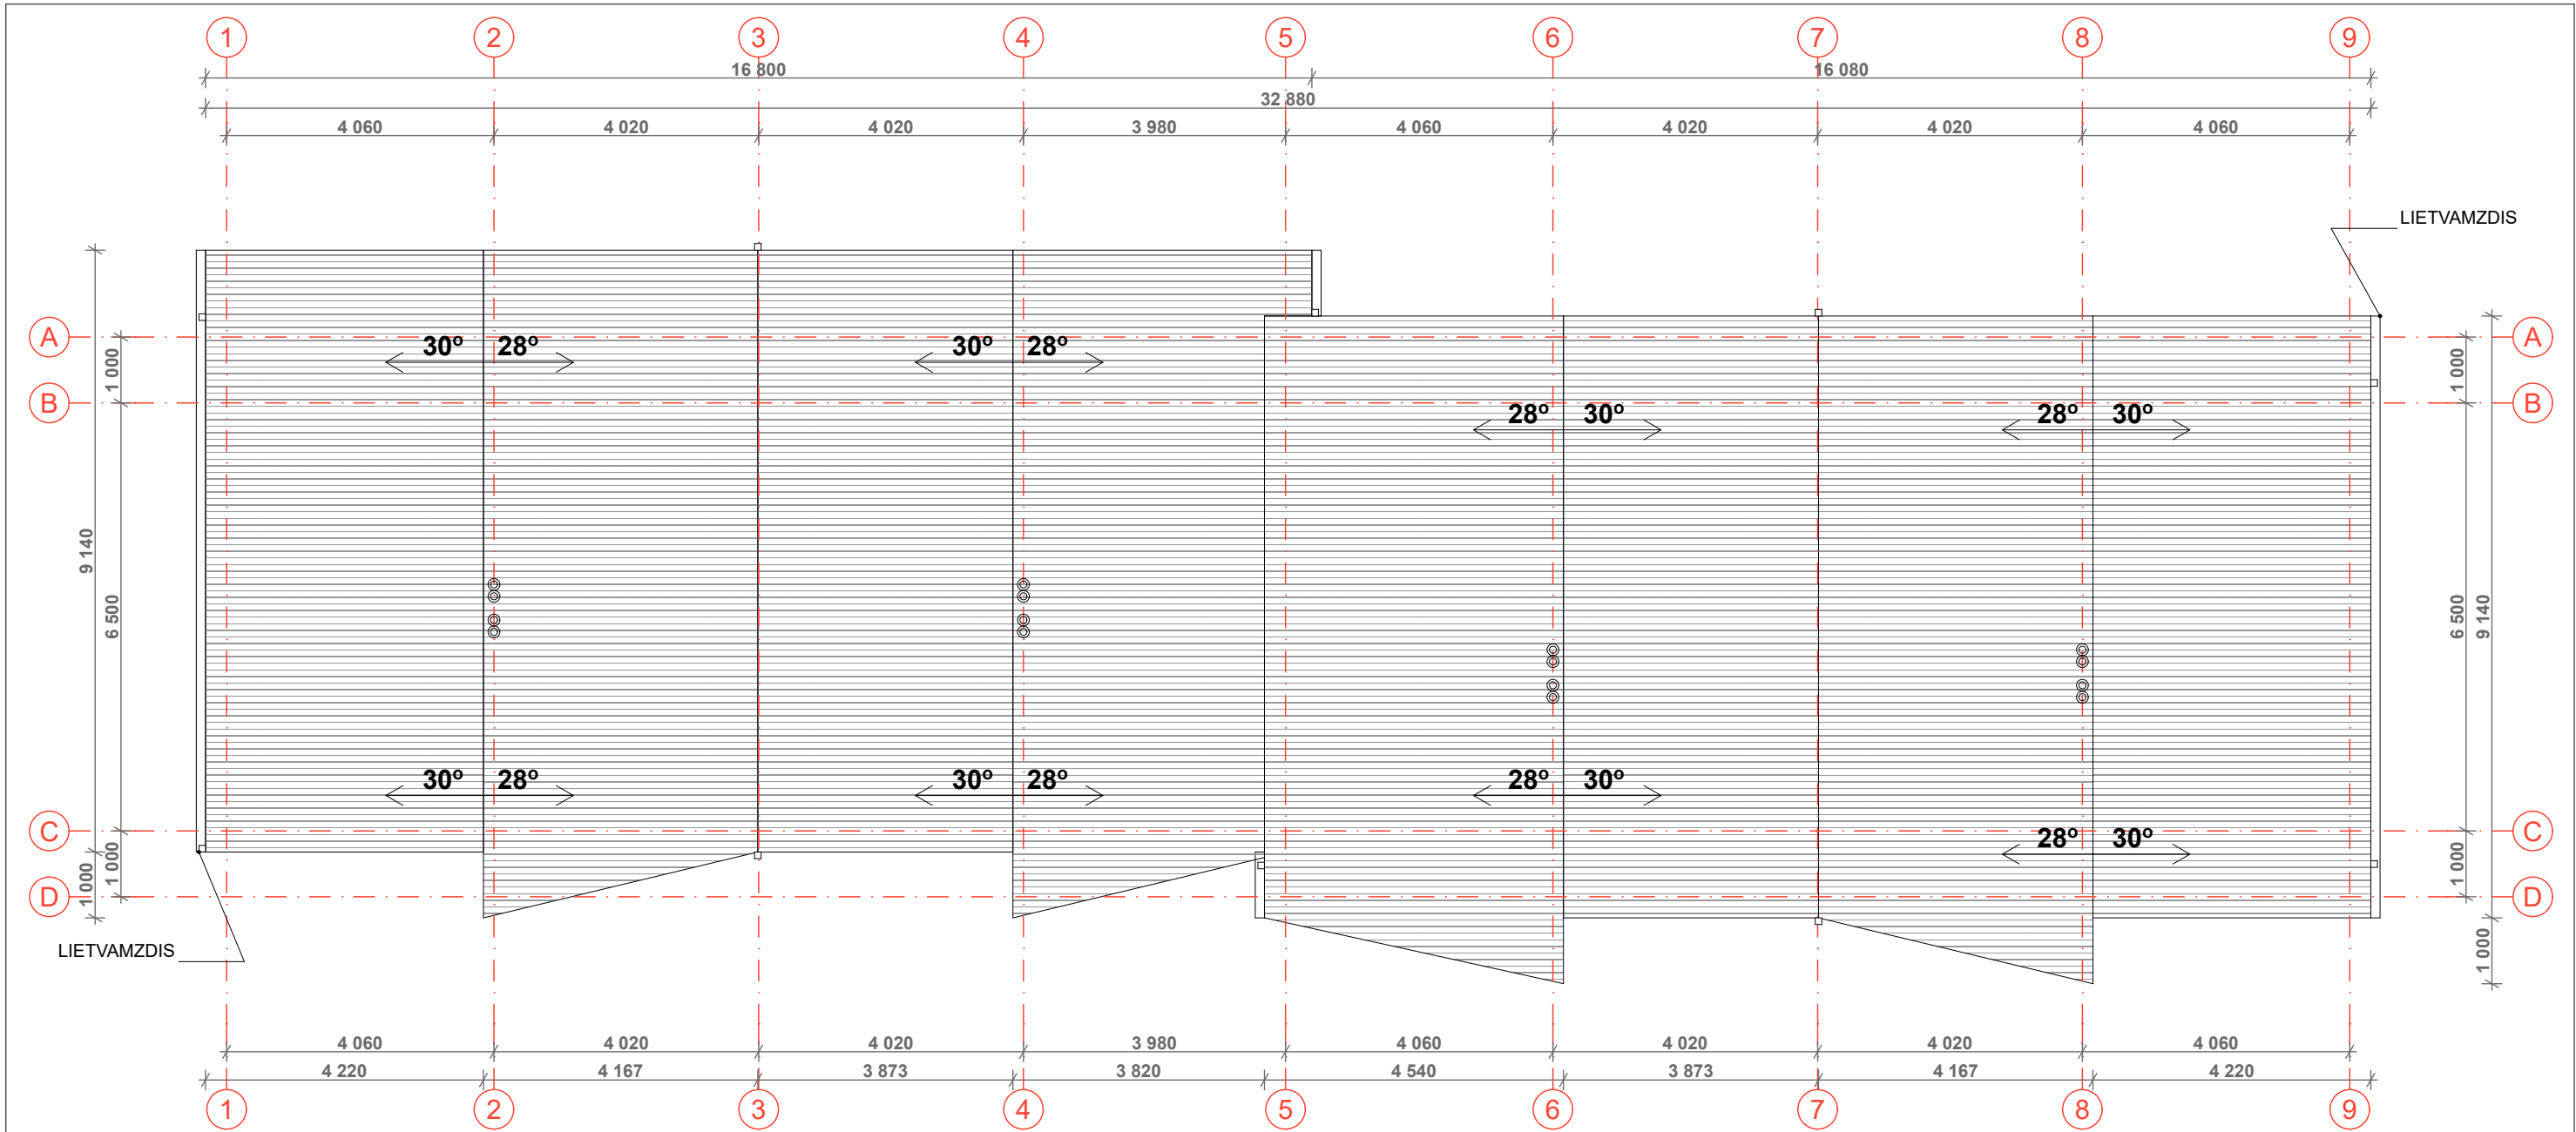 1 2 3 4 5 6 7 8 9
16 800 16 080
32 880
4 060 4 020 4 020 3 980 4 060 4 020 4 020 4 060
LIETVAMZDIS
A 30º 28º 30º 28º A
1 000 1 000
B 28º 30º 28º 30º B
9 140 6 500 6 500 9 140
30º 28º 30º 28º 28º 30º
C 28º 30º C
1 000 1 000 1 000
D D
LIETVAMZDIS 1 000
4 060 4 020 4 020 3 980 4 060 4 020 4 020 4 060
4 220 4 167 3 873 3 820 4 540 3 873 4 167 4 220
1 2 3 4 5 6 7 8 9